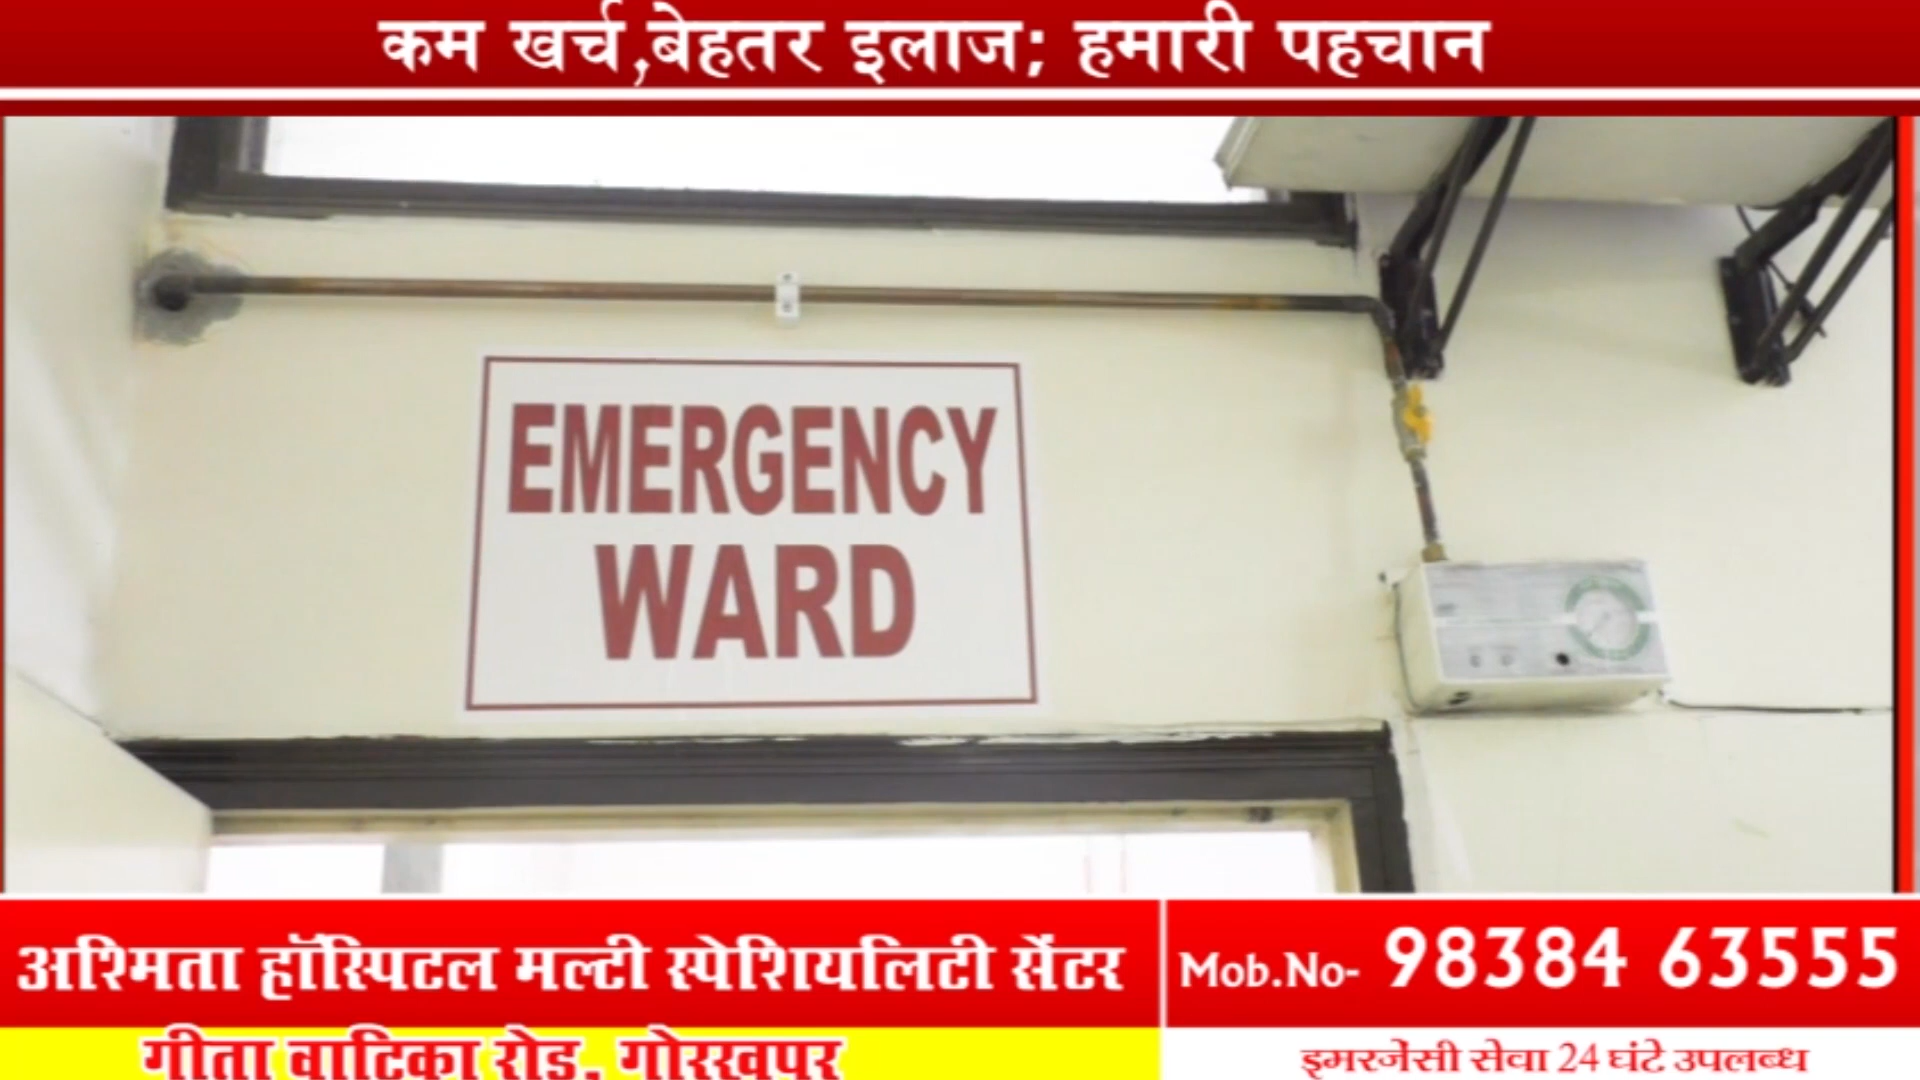 कम खर्च,बेहतर इलाज; हमारी पहचान
EMERGENCY
WARD
अश्मिता हॉस्पिटल मल्टी स्पेशियलिटी सेंटर
Mob.No- 98384 63555
गीता वाटिका रोड, गोरखपुर
इमरजेंसी सेवा 24 घंटे उपलब्ध